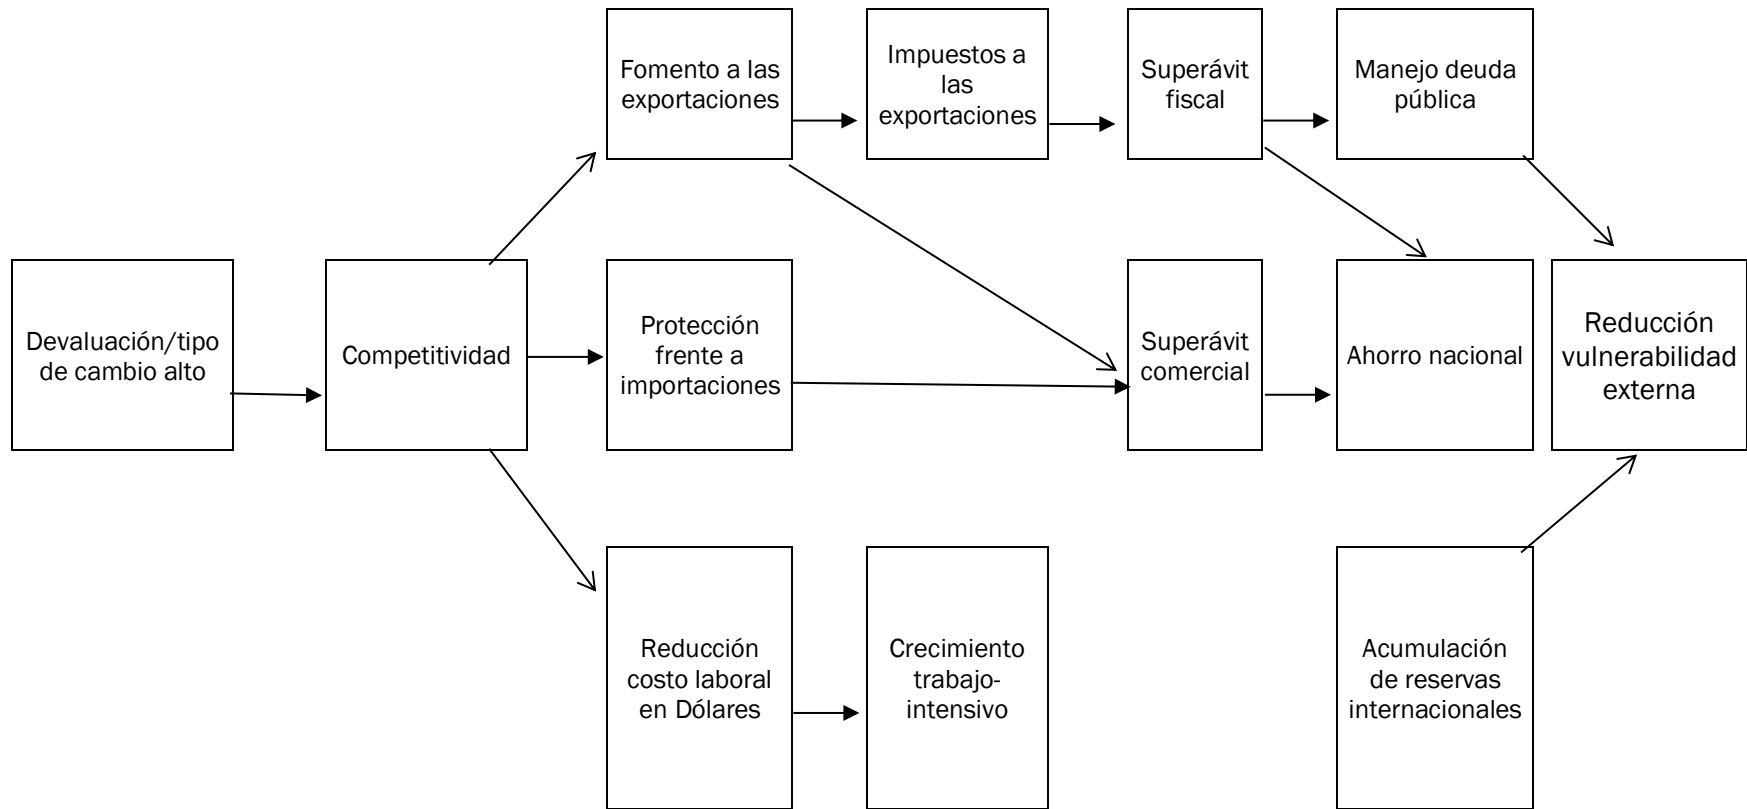 Fomento a las
exportaciones
Impuestos a
las
exportaciones
Superávit
fiscal
Manejo deuda
pública
Devaluación/tipo
de cambio alto
Competitividad
Protección
frente a
importaciones
Superávit
comercial
Ahorro nacional
Reducción
vulnerabilidad
externa
Reducción
costo laboral
en Dólares
Crecimiento
trabajo-
intensivo
Acumulación
de reservas
internacionales